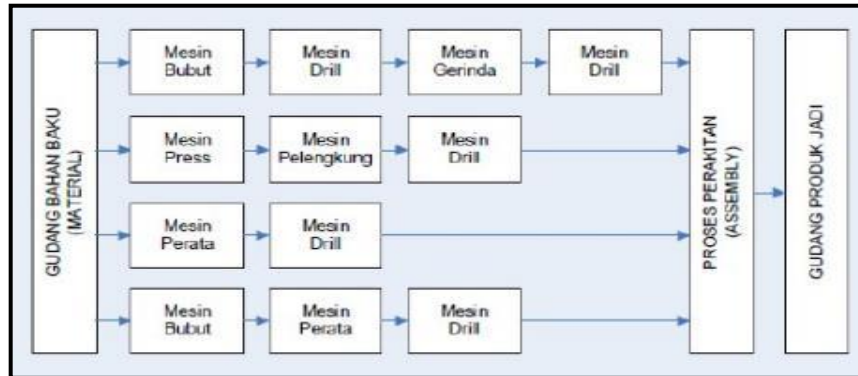 GUDANG BAHAN BAKU
(MATERIAL)
Mesin
Bubut
Mesin
Drill
Mesin
Gerinda
Mesin
Drill
Mesin
Press
Mesin
Pelengkung
Mesin
Drill
Mesin
Perata
Mesin
Drill
Mesin
Bubut
Mesin
Perata
Mesin
Drill
PROSES PERAKITAN
(ASSEMBLY)
GUDANG PRODUK JADI